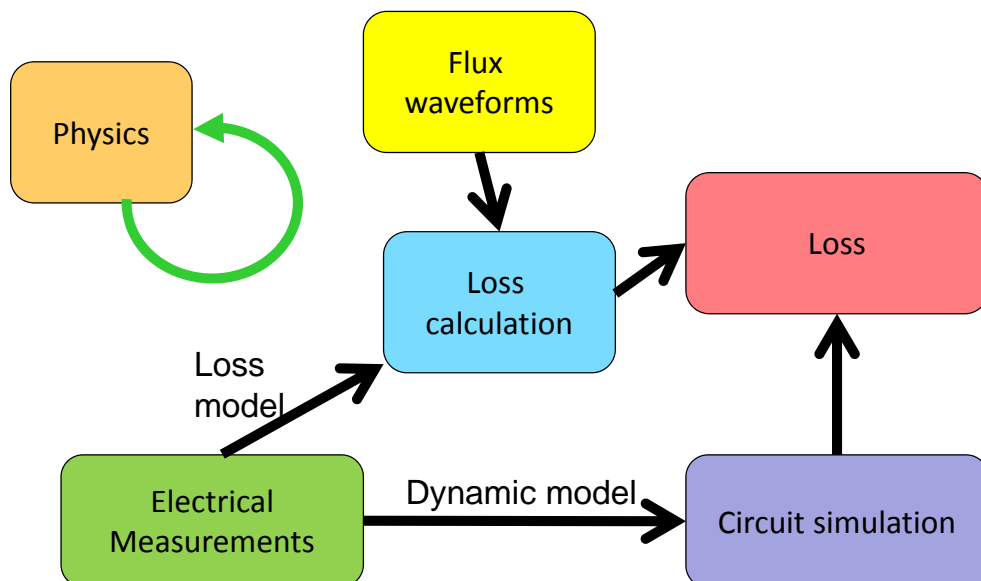 Flux
waveforms
Physics
Loss
Loss
calculation
Loss
model
Electrical
Measurements
Dynamic model
Circuit simulation